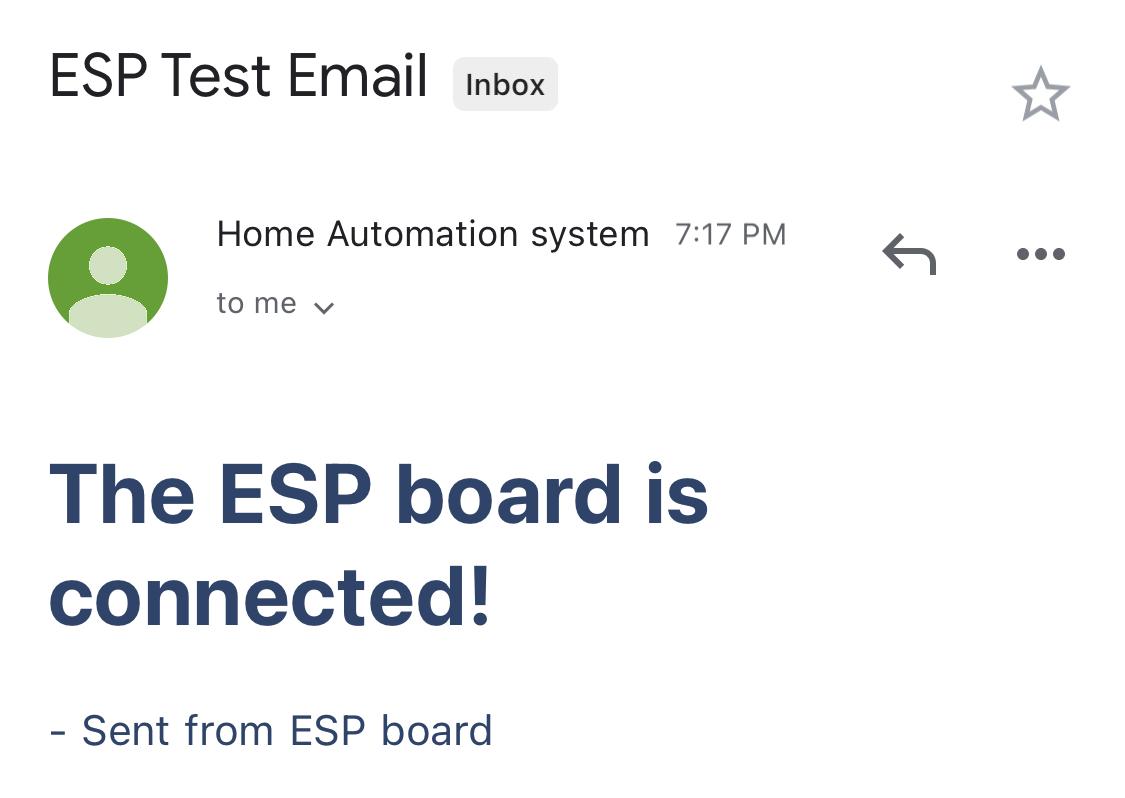 ESP Test Email Inbox
Home Automation system 7:17 PM
to me
The ESP board is
connected!
- Sent from ESP board